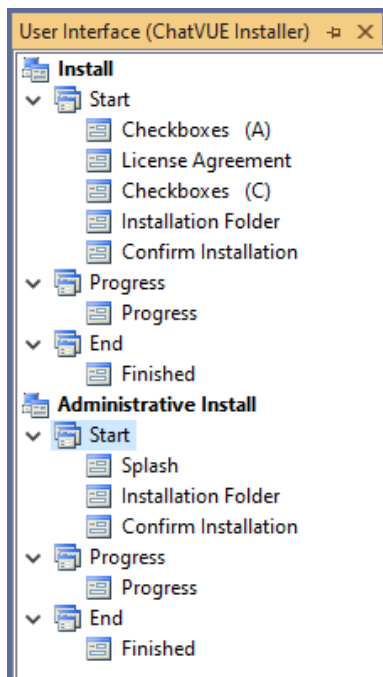 User Interface (ChatVUE Installer)
Install
Start
Checkboxes (A)
License Agreement
Checkboxes (C)
Installation Folder
Confirm Installation
Progress
Progress
End
Finished
Administrative Install
Start
Splash
Installation Folder
Confirm Installation
Progress
Progress
End
Finished